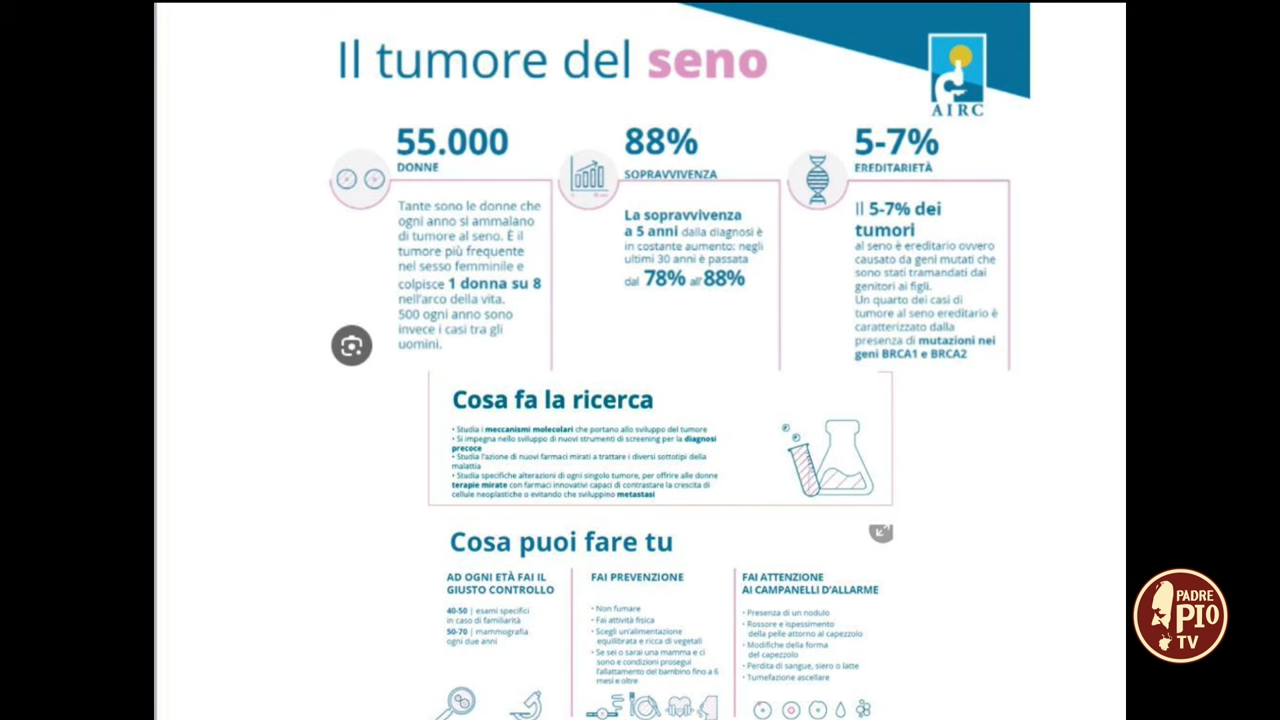 Il tumore del seno
AIRC
55.000
DONNE
Tante sono le donne che
ogni anno si ammalano
di tumore al seno. È il
tumore più frequente
nel sesso femminile e
colpisce 1 donna su 8
nell'arco della vita.
500 ogni anno sono
invece i casi tra gli
uomini.
88%
SOPRAVVIVENZA
La sopravvivenza
a 5 anni dalla diagnosi è
in costante aumento: negli
ultimi 30 anni è passata
dal 78% all'88%
5-7%
EREDITARIETÀ
Il 5-7% dei
tumori
al seno è ereditario ovvero
causato da geni mutati che
sono stati tramandati dai
genitori ai figli.
Un quarto dei casi di
tumore al seno ereditario è
caratterizzato dalla
presenza di mutazioni nei
geni BRCA1 e BRCA2
Cosa fa la ricerca
• Studia i meccanismi molecolari che portano allo sviluppo del tumore
• Si impegna nello sviluppo di nuovi strumenti di screening per la diagnosi
precoce
• Studia l'azione di nuovi farmaci mirati a trattare i diversi sottotipi della
malattia
• Studia specifiche alterazioni di ogni singolo tumore, per offrire alle donne
terapie mirate con farmaci innovativi capaci di contrastare la crescita di
cellule neoplastiche o evitando che sviluppino metastasi
Cosa puoi fare tu
AD OGNI ETÀ FAI IL
GIUSTO CONTROLLO
40-50 | esami specifici
in caso di familiarità
50-70 | mammografia
ogni due anni
FAI PREVENZIONE
• Non fumare
• Fai attività fisica
• Scegli un'alimentazione
equilibrata e ricca di vegetali
• Se sei o sarai una mamma e ci
sono e condizioni prosegui
l'allattamento del bambino fino a 6
mesi e oltre
FAI ATTENZIONE
AI CAMPANELLI D'ALLARME
• Presenza di un nodulo
• Rossore e ispessimento
della pelle attorno al capezzolo
• Modifiche della forma
del capezzolo
• Perdita di sangue, siero o latte
• Tumefazione ascellare
PADRE
PIO
TV